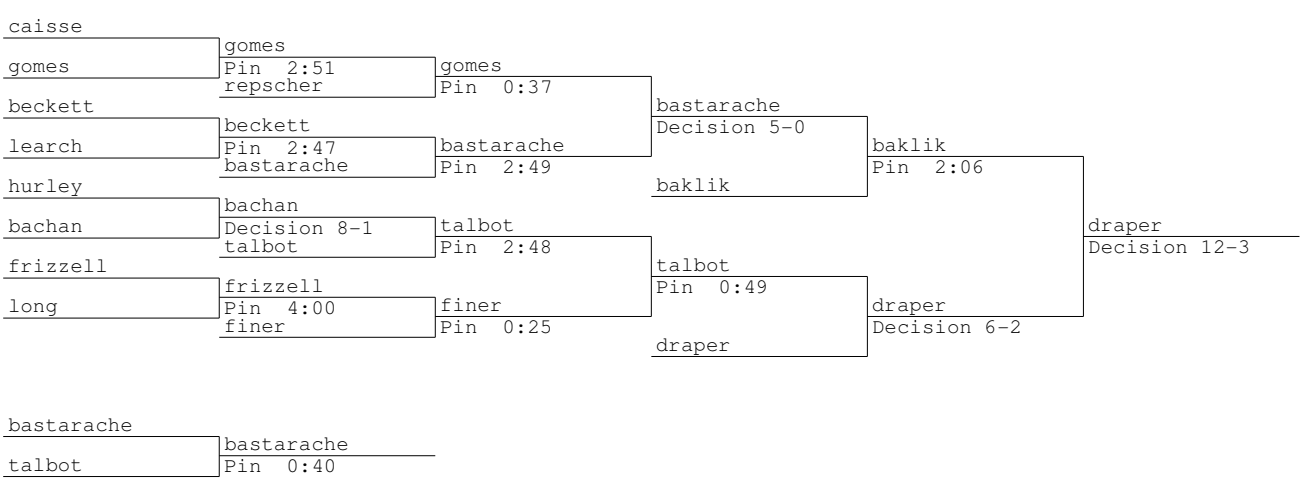 caisse
gomes
gomes
Pin 2:51
gomes
repscher
Pin 0:37
beckett
bastarache
beckett
Decision 5-0
learch
Pin 2:47
bastarache
baklik
bastarache
Pin 2:49
Pin 2:06
hurley
baklik
bachan
bachan
Decision 8-1
talbot
draper
talbot
Pin 2:48
Decision 12-3
frizzell
talbot
frizzell
Pin 0:49
long
Pin 4:00
finer
draper
finer
Pin 0:25
Decision 6-2
draper
bastarache
bastarache
talbot
Pin 0:40